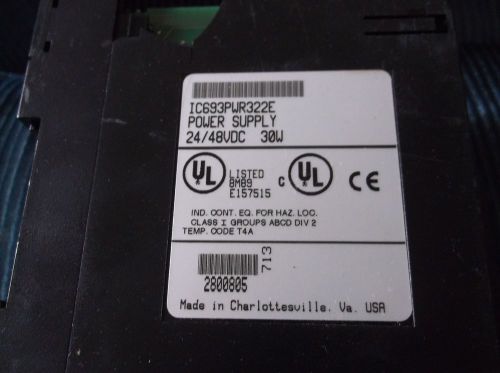 IC693PWR322E
POWER SUPPLY
24/48VDC 30W
UL LISTED C UL CE
8M89
E157515
IND. CONT. EQ. FOR HAZ. LOC.
CLASS I GROUPS ABCD DIV 2
TEMP. CODE T4A
713
2800805
Made in Charlottesville, Va. USA